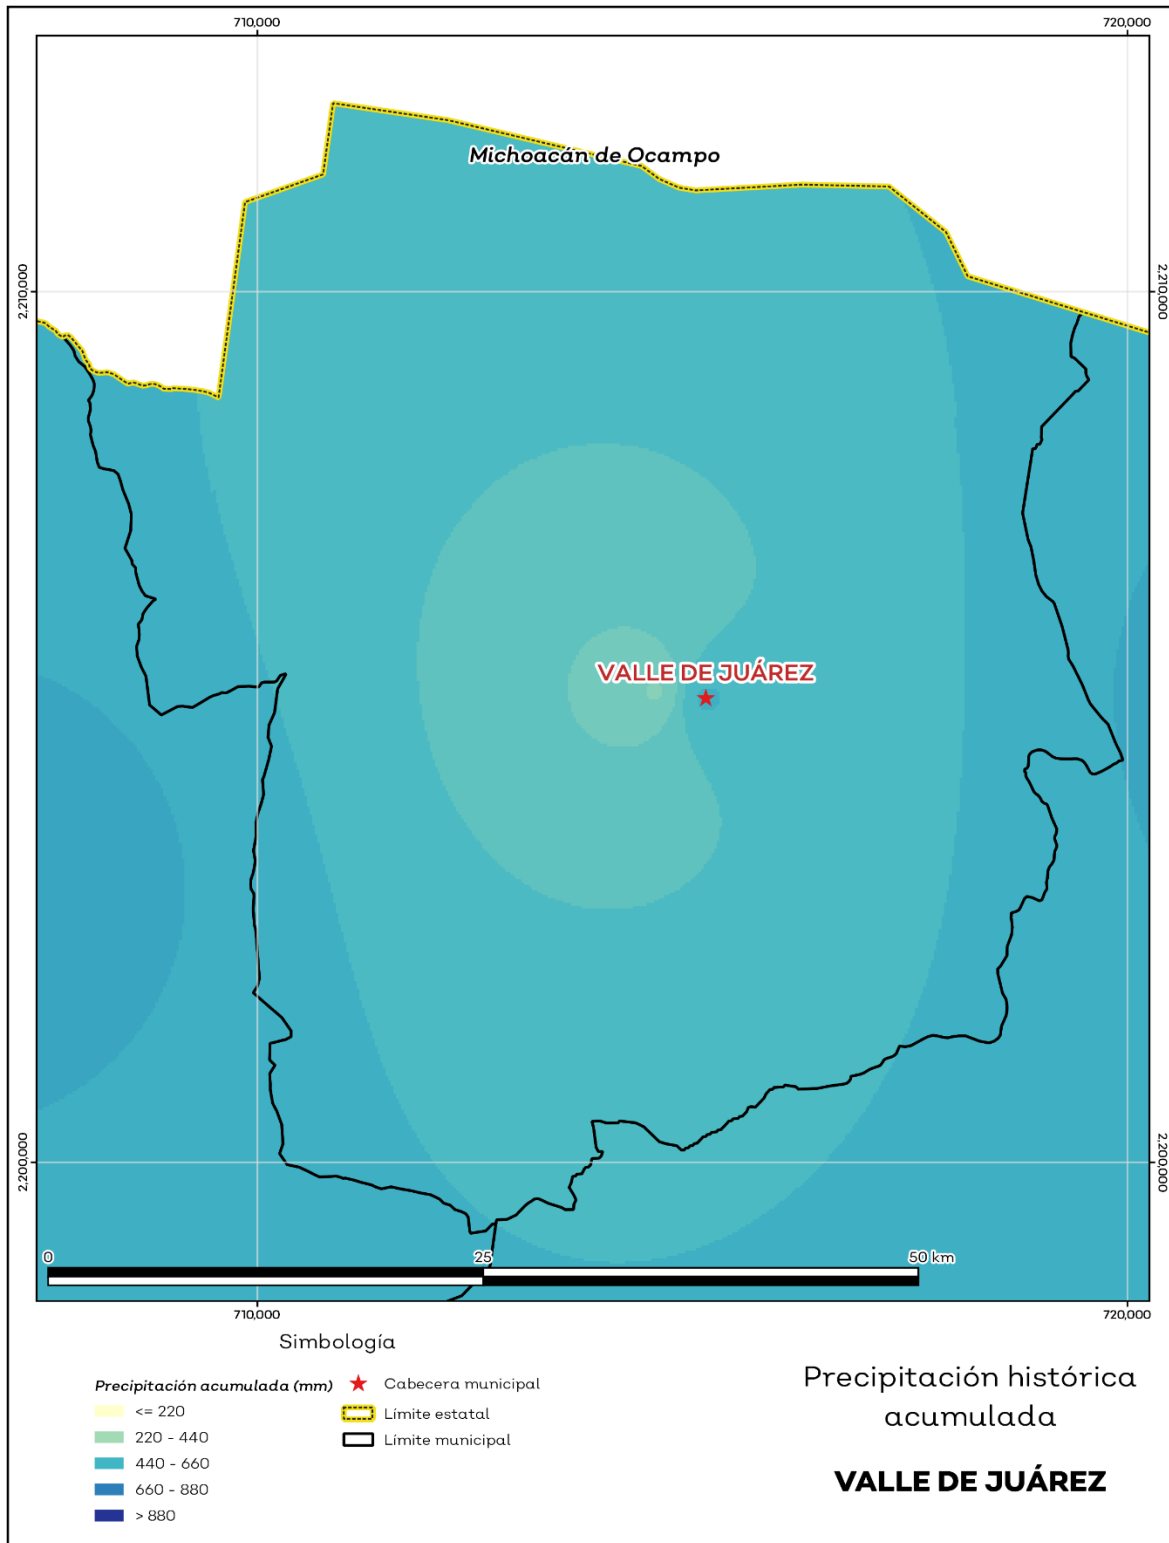 710,000
720,000
Michoacán de Ocampo
2,210,000
2,210,000
VALLE DE JUÁREZ
2,200,000
2,200,000
0
25
50 km
710,000
720,000
Simbología
Precipitación acumulada (mm)
<= 220
220 - 440
440 - 660
660 - 880
> 880
Cabecera municipal
Límite estatal
Límite municipal
Precipitación histórica
acumulada
VALLE DE JUÁREZ